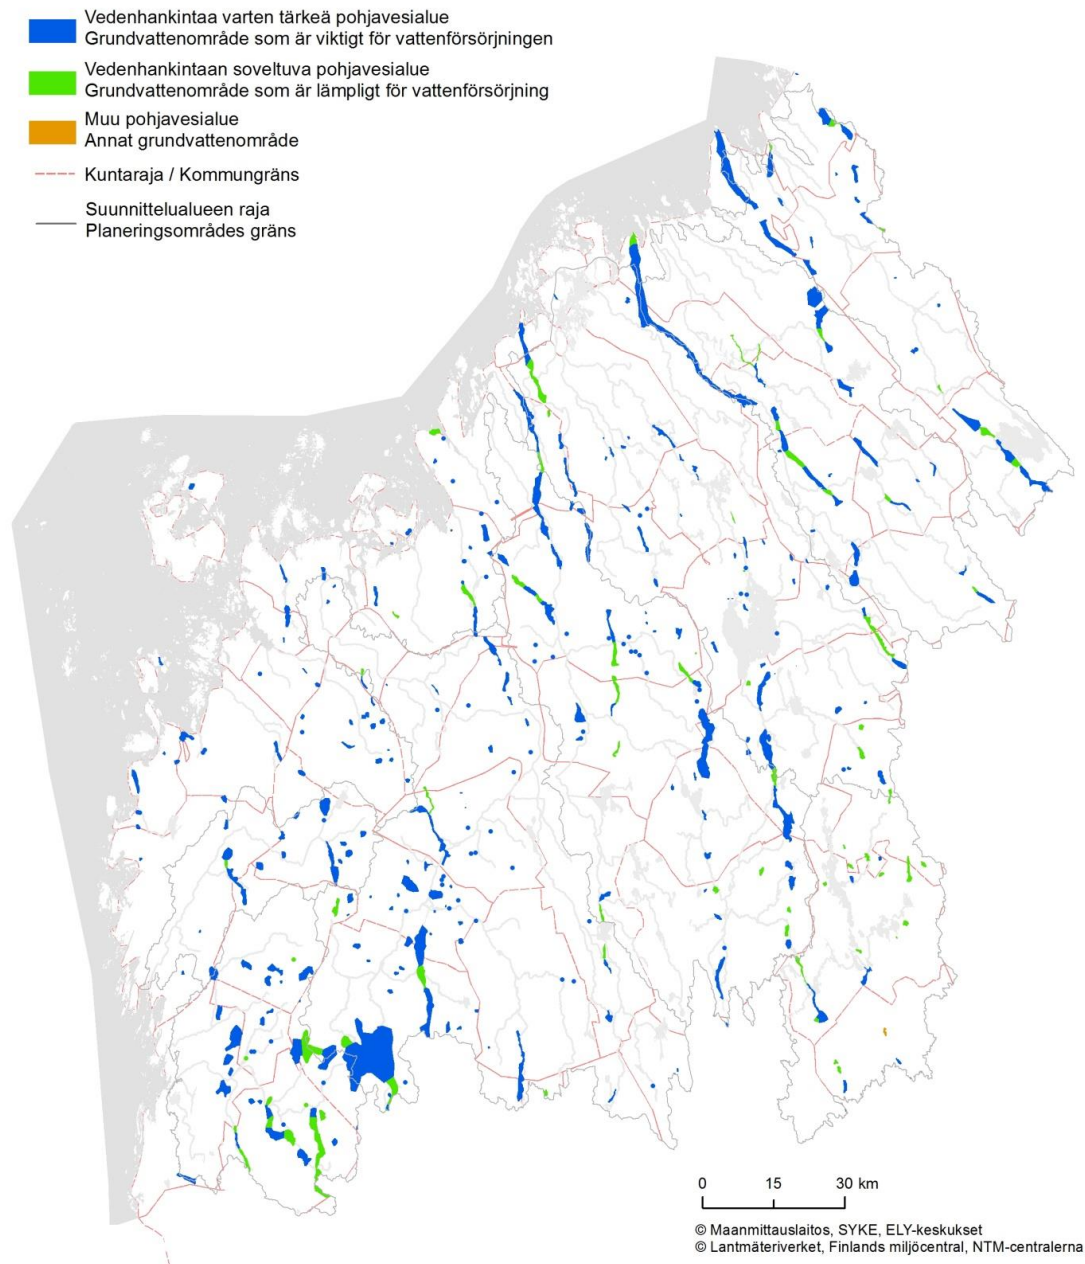 Vedenhankintaa varten tärkeä pohjavesialue
Grundvattenområde som är viktigt för vattenförsörjningen
Vedenhankintaan soveltuva pohjavesialue
Grundvattenområde som är lämpligt för vattenförsörjning
Muu pohjavesialue
Annat grundvattenområde
Kuntaraja / Kommungräns
Suunnittelualueen raja
Planeringsområdes gräns
0 15 30 km
© Maanmittauslaitos, SYKE, ELY-keskukset
© Lantmäteriverket, Finlands miljöcentral, NTM-centralerna